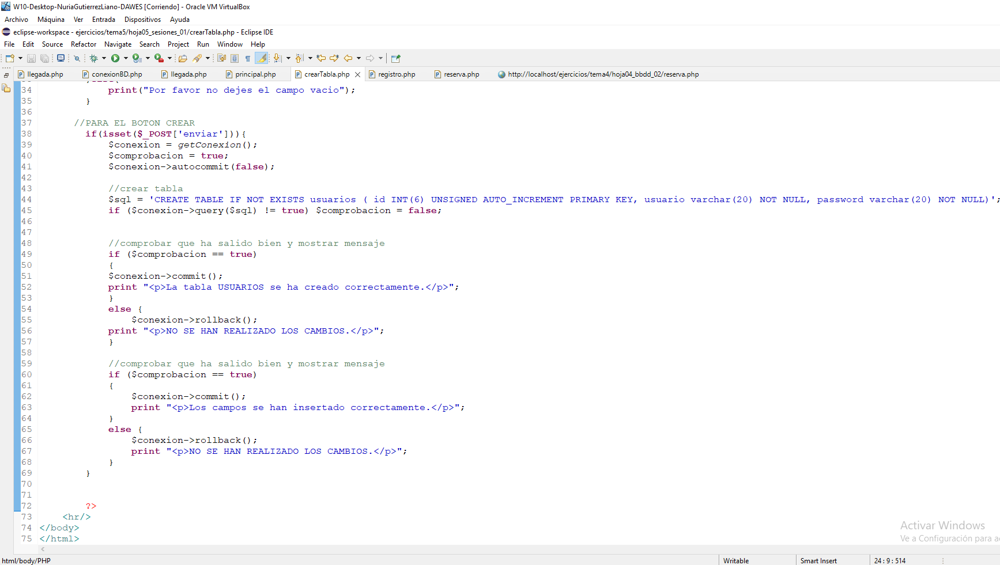 W10-Desktop-NuriaGutierrezLiano-DAWES [Corriendo] - Oracle VM VirtualBox
Archivo Máquina Ver Entrada Dispositivos Ayuda
eclipse-workspace - ejercicios/tema5/hoja05_sesiones_01/crearTabla.php - Eclipse IDE
File Edit Source Refactor Navigate Search Project Run Window Help
llegada.php conexionBD.php llegada.php principal.php crearTabla.php registro.php reserva.php http://localhost/ejercicios/tema4/hoja04_bbdd_02/reserva.php
34 print("Por favor no dejes el campo vacio");
35 }
36
37 //PARA EL BOTON CREAR
38 if(isset($_POST['enviar'])){
39 $conexion = getConexion();
40 $comprobacion = true;
41 $conexion->autocommit(false);
42
43 //crear tabla
44 $sql = 'CREATE TABLE IF NOT EXISTS usuarios ( id INT(6) UNSIGNED AUTO_INCREMENT PRIMARY KEY, usuario varchar(20) NOT NULL, password varchar(20) NOT NULL)';
45 if ($conexion->query($sql) != true) $comprobacion = false;
46
47
48 //comprobar que ha salido bien y mostrar mensaje
49 if ($comprobacion == true)
50 {
51 $conexion->commit();
52 print "<p>La tabla USUARIOS se ha creado correctamente.</p>";
53 }
54 else {
55 $conexion->rollback();
56 print "<p>NO SE HAN REALIZADO LOS CAMBIOS.</p>";
57 }
58
59 //comprobar que ha salido bien y mostrar mensaje
60 if ($comprobacion == true)
61 {
62 $conexion->commit();
63 print "<p>Los campos se han insertado correctamente.</p>";
64 }
65 else {
66 $conexion->rollback();
67 print "<p>NO SE HAN REALIZADO LOS CAMBIOS.</p>";
68 }
69 }
70
71
72 ?>
73 <hr/>
74 </body>
75 </html>
Activar Windows
Ve a Configuración para a
html/body/PHP Writable Smart Insert 24 : 9 : 514